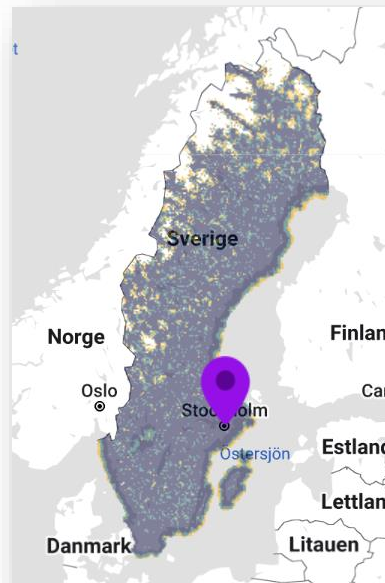 t
Sverige
Norge
Finlan
Oslo
Stockholm
Ca
Östersjön
Estland
Lettlan
Danmark
Litauen